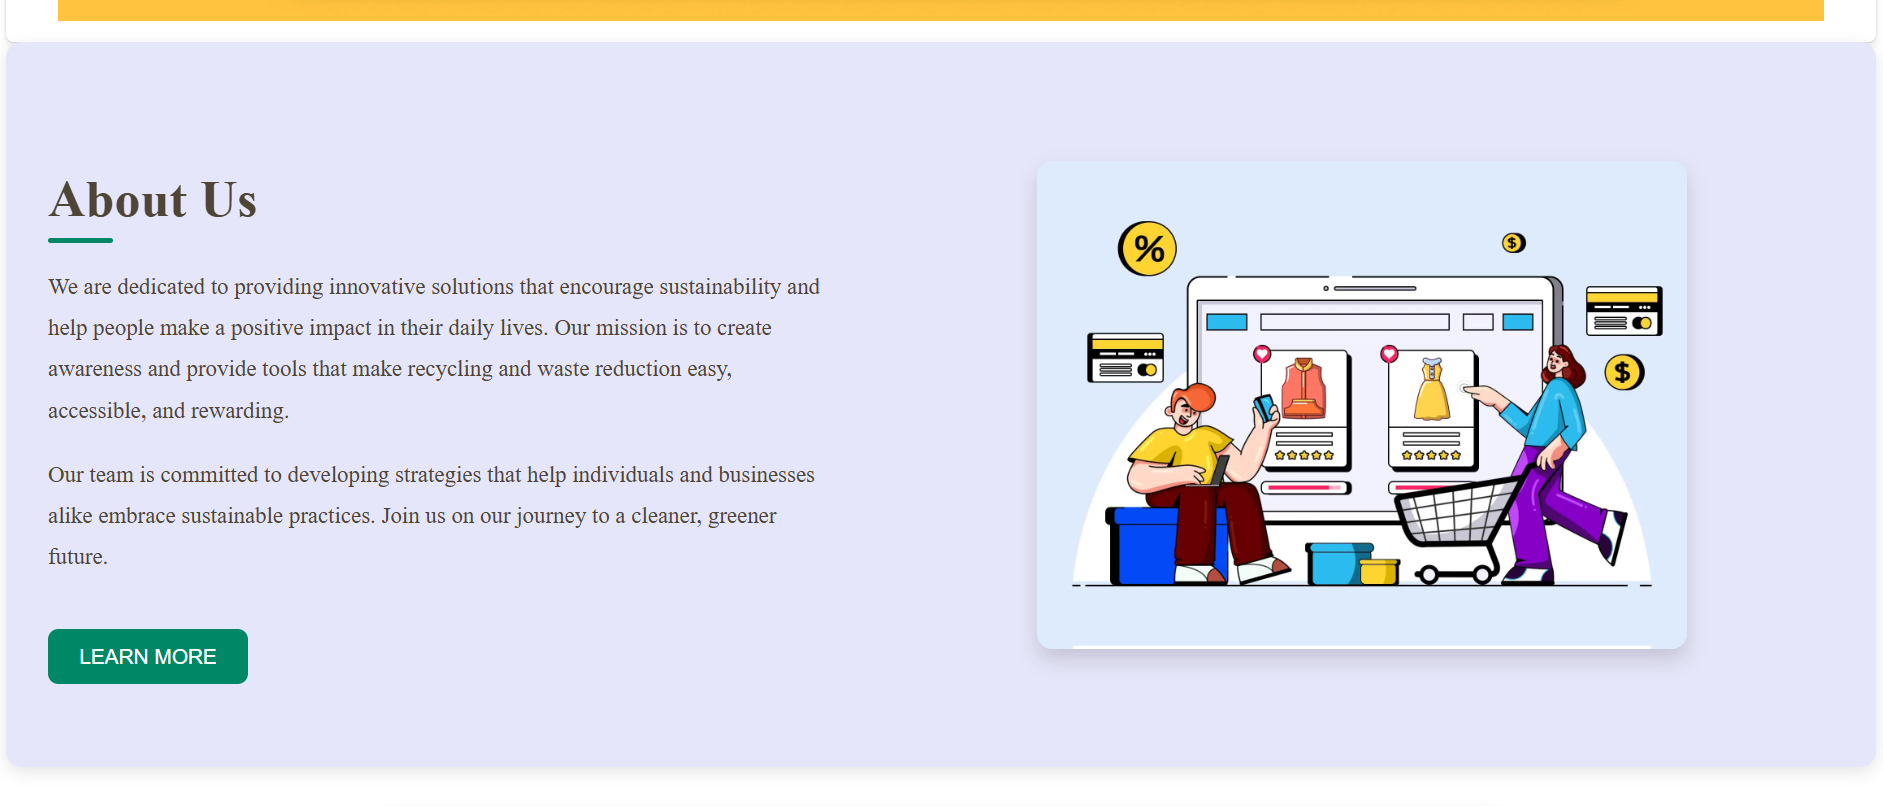 About Us
We are dedicated to providing innovative solutions that encourage sustainability and
help people make a positive impact in their daily lives. Our mission is to create
awareness and provide tools that make recycling and waste reduction easy,
accessible, and rewarding.
Our team is committed to developing strategies that help individuals and businesses
alike embrace sustainable practices. Join us on our journey to a cleaner, greener
future.
LEARN MORE
%
$
$